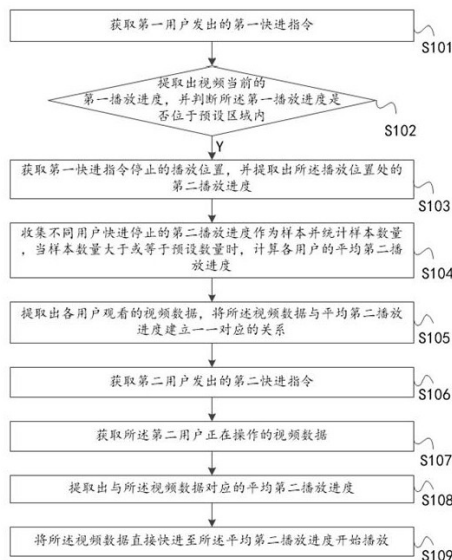 获取第一用户发出的第一快进指令
S101
提取出视频当前的
第一播放进度，并判断所述第一播放进度是
否位于预设区域内
S102
Y
获取第一快进指令停止的播放位置，并提取出所述播放位置处的
第二播放进度
S103
收集不同用户快进停止的第二播放进度作为样本并统计样本数量
，当样本数量大于或等于预设数量时，计算各用户的平均第二播
放进度
S104
提取出各用户观看的视频数据，将所述视频数据与平均第二播放
进度建立一一对应的关系
S105
获取第二用户发出的第二快进指令
S106
获取所述第二用户正在操作的视频数据
S107
提取出与所述视频数据对应的平均第二播放进度
S108
将所述视频数据直接快进至所述平均第二播放进度开始播放
S109